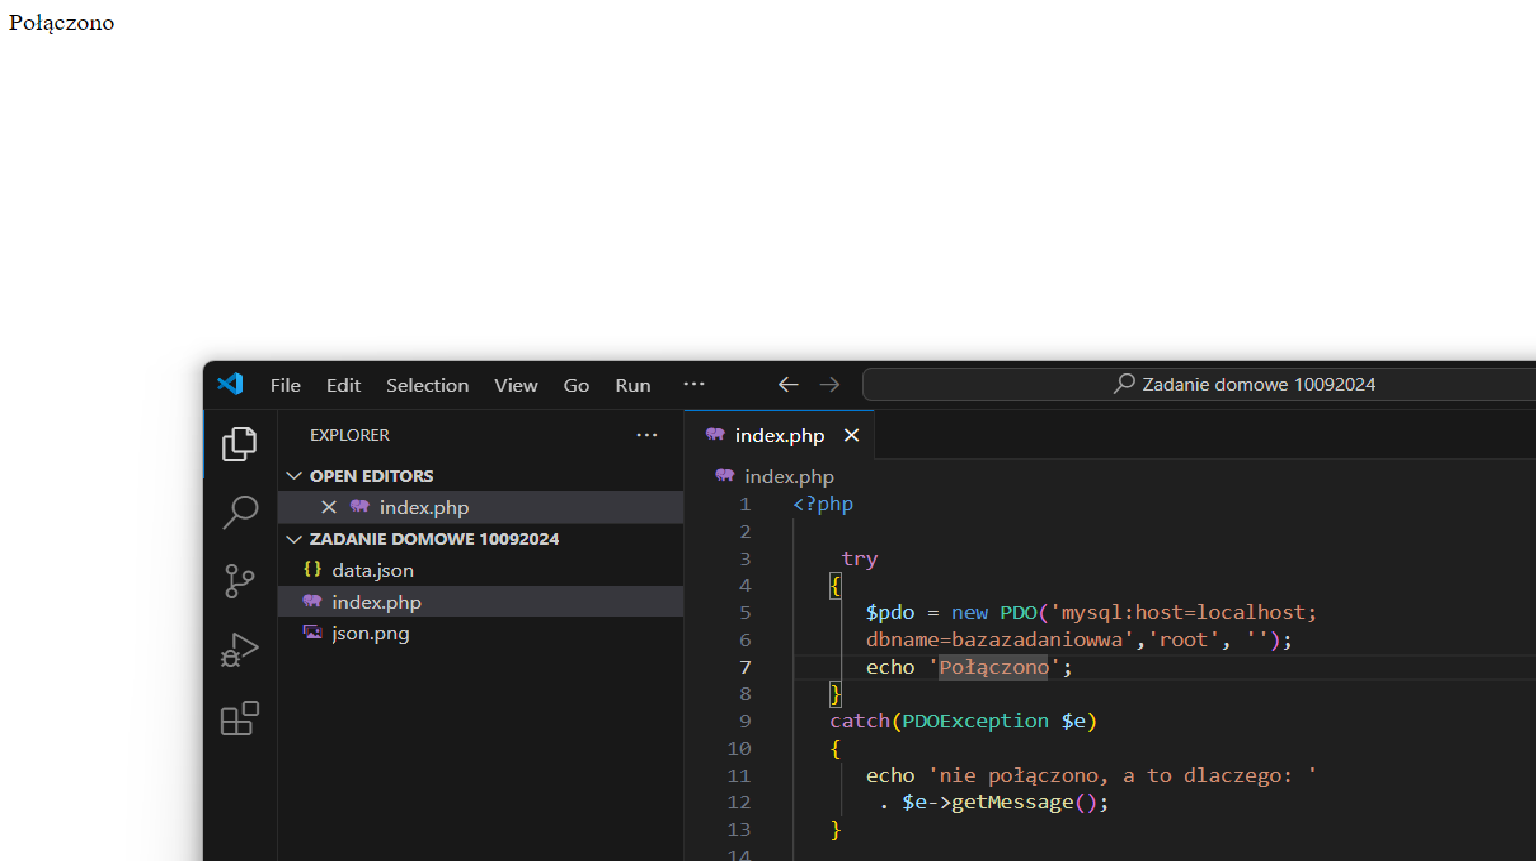 Połączono
File Edit Selection View Go Run ··· ← → Zadanie domowe 10092024
EXPLORER ···
index.php ×
OPEN EDITORS
× index.php
ZADANIE DOMOWE 10092024
{} data.json
index.php
json.png
index.php
1 <?php
2
3 try
4 {
5 $pdo = new PDO('mysql:host=localhost;
6 dbname=bazazadaniowwa','root', '');
7 echo 'Połączono';
8 }
9 catch(PDOException $e)
10 {
11 echo 'nie połączono, a to dlaczego: '
12 . $e->getMessage();
13 }
14